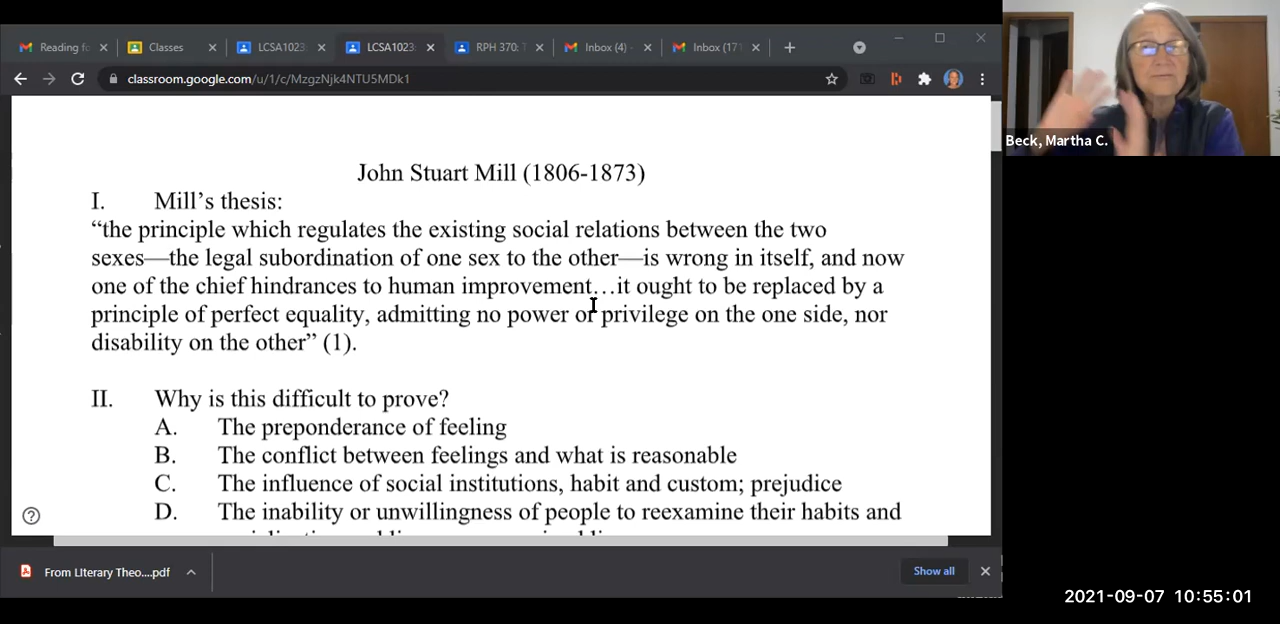 Reading fo
Classes
LCSA1023:
LCSA1023:
RPH 370: T
Inbox (4) -
Inbox (171
classroom.google.com/u/1/c/MzgzNjk4NTU5MDk1
Beck, Martha C.
John Stuart Mill (1806-1873)
I. Mill’s thesis:
“the principle which regulates the existing social relations between the two
sexes—the legal subordination of one sex to the other—is wrong in itself, and now
one of the chief hindrances to human improvement…it ought to be replaced by a
principle of perfect equality, admitting no power or privilege on the one side, nor
disability on the other” (1).
II. Why is this difficult to prove?
A. The preponderance of feeling
B. The conflict between feelings and what is reasonable
C. The influence of social institutions, habit and custom; prejudice
D. The inability or unwillingness of people to reexamine their habits and
From LIterary Theo....pdf
Show all
2021-09-07 10:55:01